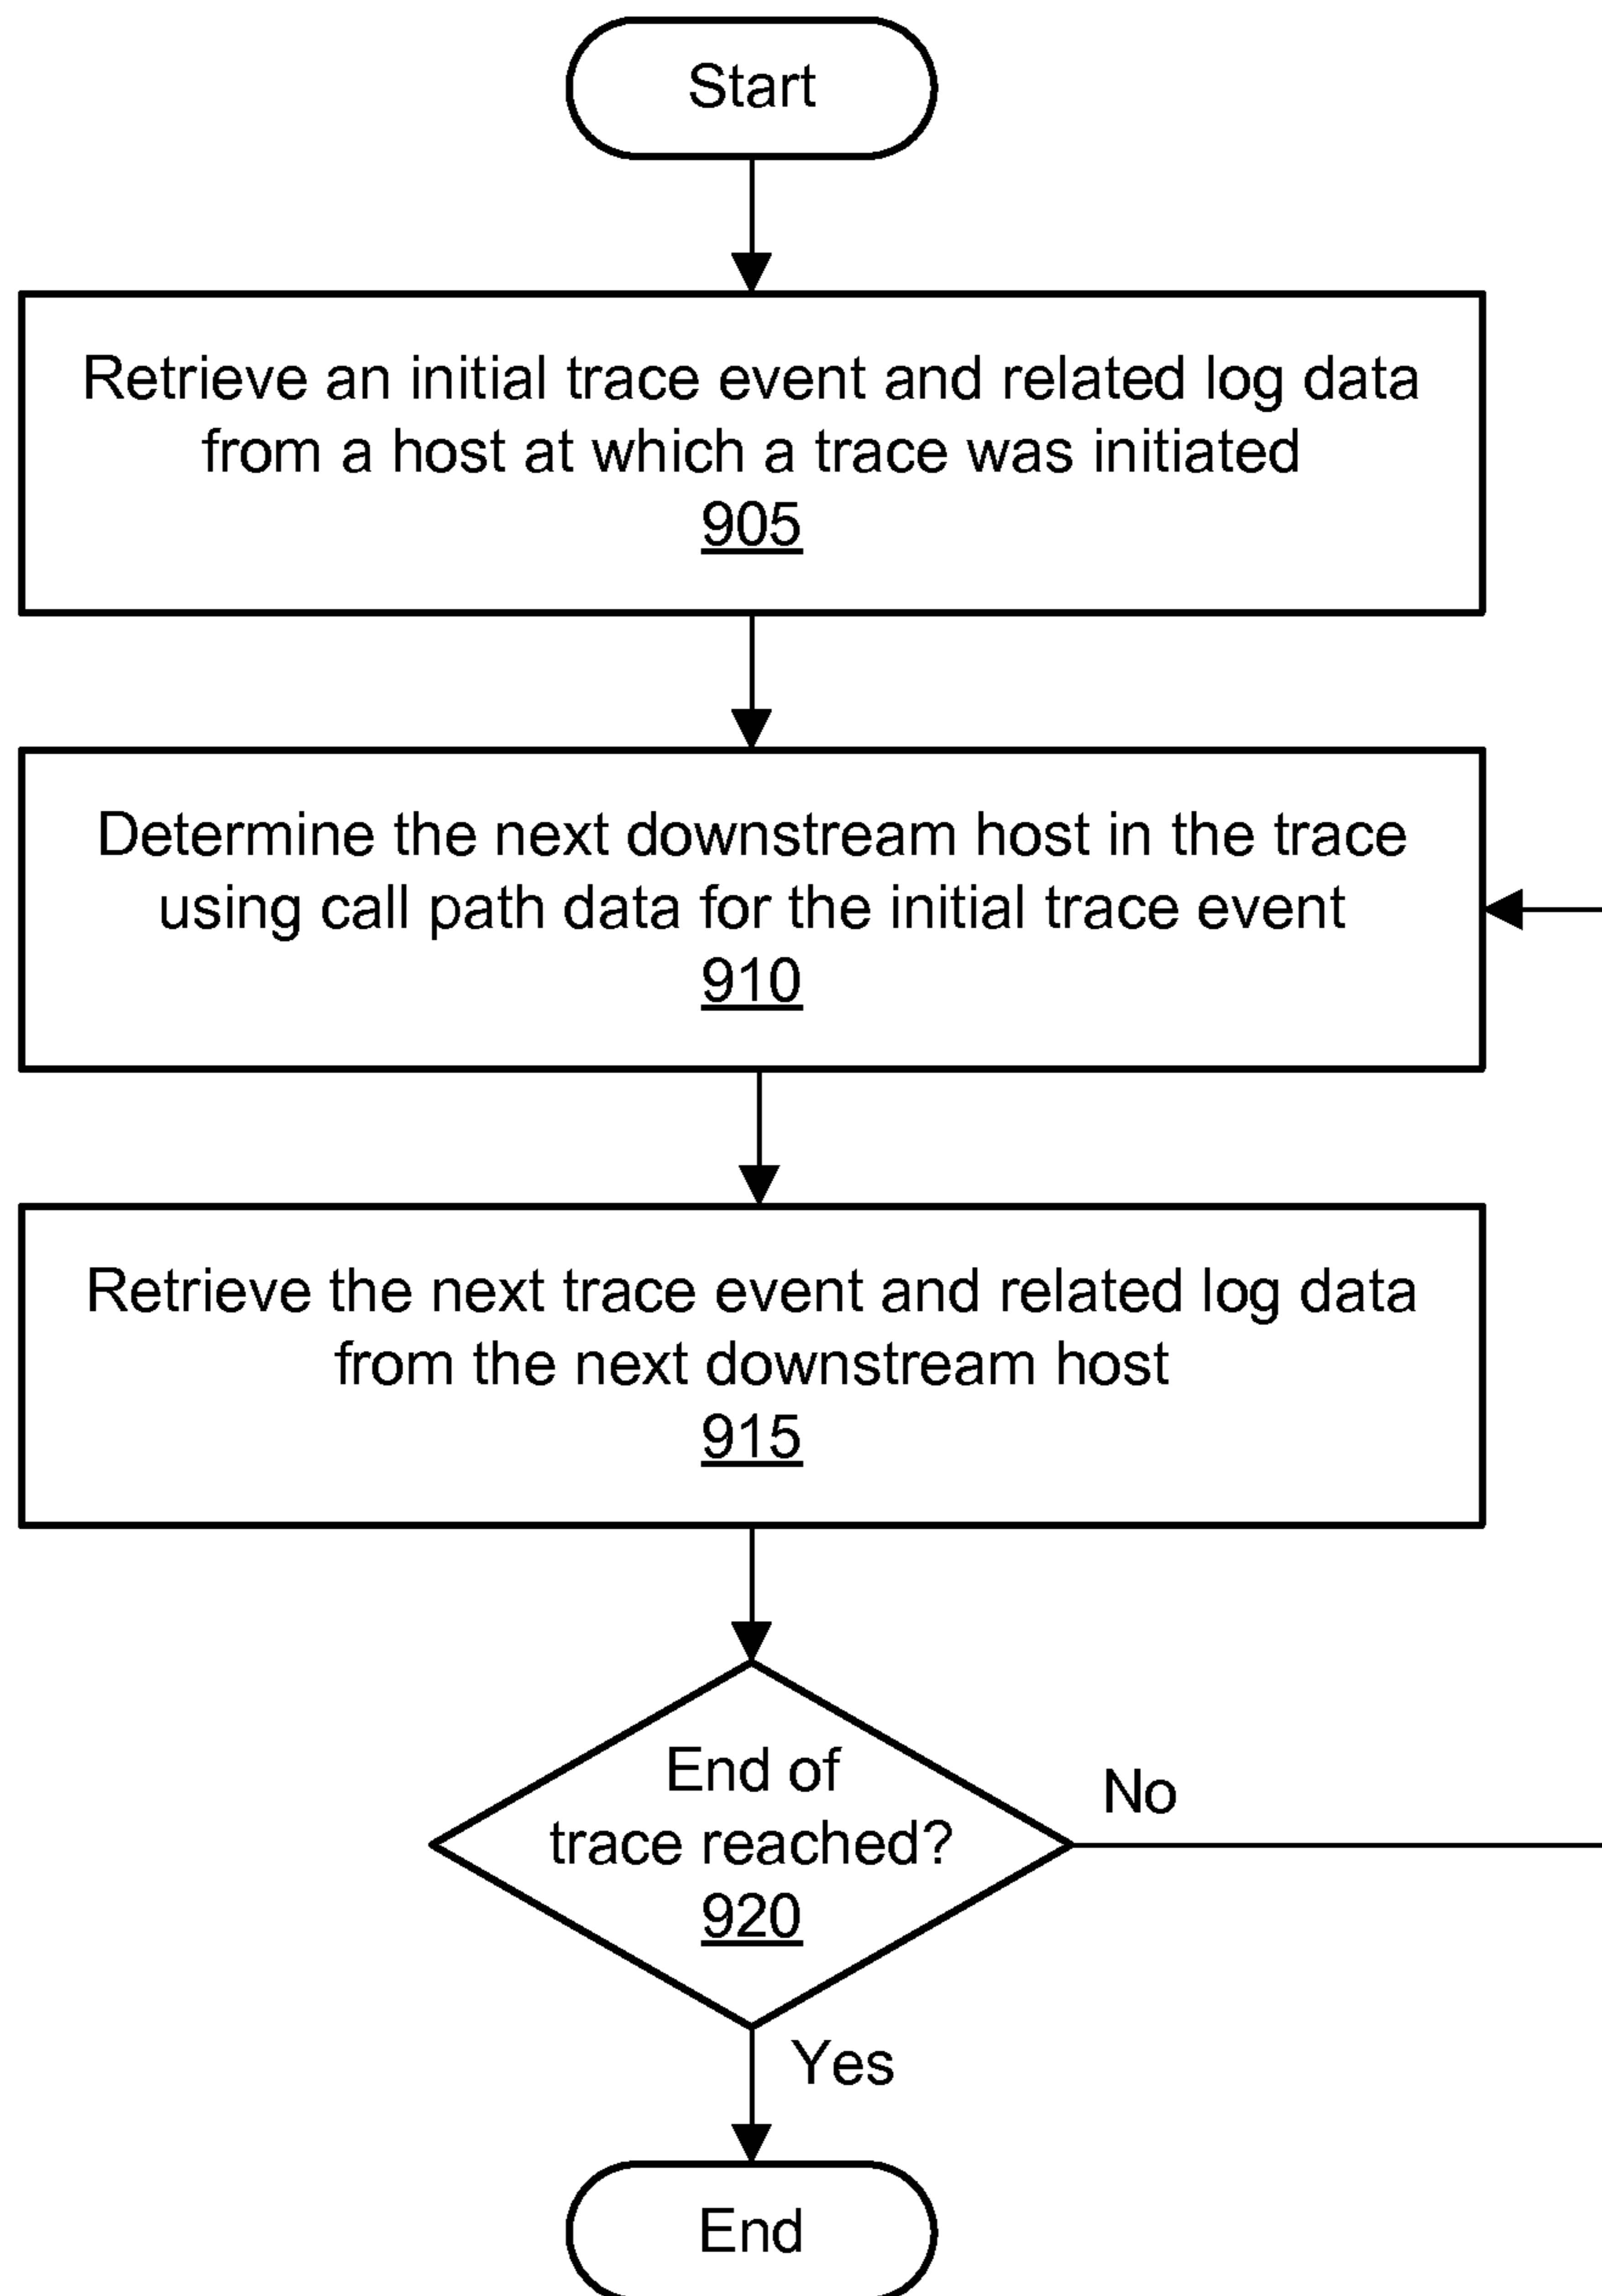 Start
Retrieve an initial trace event and related log data
from a host at which a trace was initiated
905
Determine the next downstream host in the trace
using call path data for the initial trace event
910
Retrieve the next trace event and related log data
from the next downstream host
915
End of
trace reached?
920
No
Yes
End